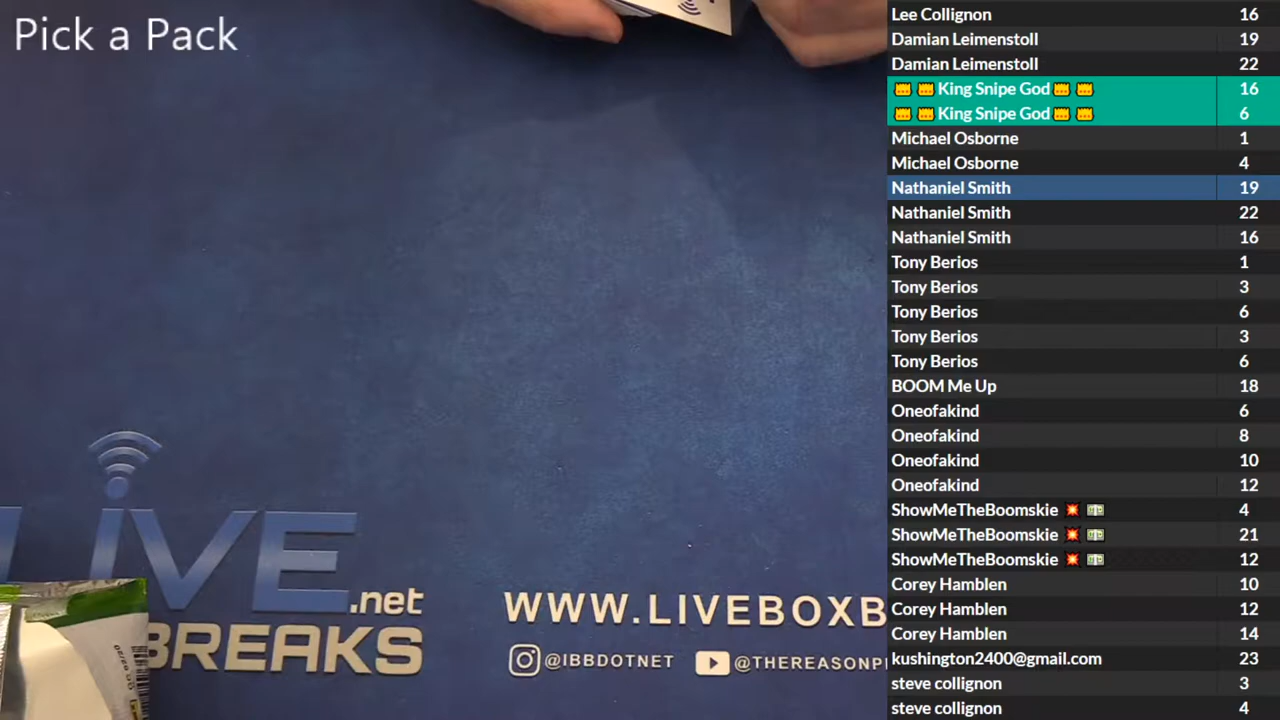 Pick a Pack
Lee Collignon 16
Damian Leimenstoll 19
Damian Leimenstoll 22
King Snipe God 16
King Snipe God 6
Michael Osborne 1
Michael Osborne 4
Nathaniel Smith 19
Nathaniel Smith 22
Nathaniel Smith 16
Tony Berios 1
Tony Berios 3
Tony Berios 6
Tony Berios 3
Tony Berios 6
BOOM Me Up 18
Oneofakind 6
Oneofakind 8
Oneofakind 10
Oneofakind 12
ShowMeTheBoomskie 4
ShowMeTheBoomskie 21
ShowMeTheBoomskie 12
Corey Hamblen 10
Corey Hamblen 12
Corey Hamblen 14
kushington2400@gmail.com 23
steve collignon 3
steve collignon 4
LIVE
.net
BREAKS
WWW.LIVEBOXB
@IBBDOTNET @THEREASONP